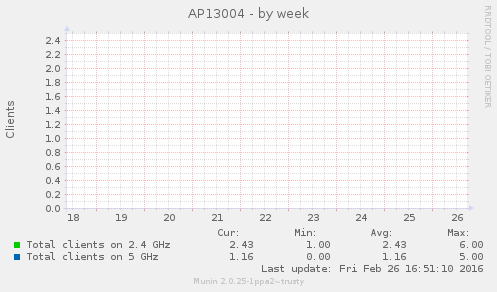 AP13004 - by week
RRDTOOL / TOBI OETIKER
Clients
2.4
2.2
2.0
1.8
1.6
1.4
1.2
1.0
0.8
0.6
0.4
0.2
0.0
18 19 20 21 22 23 24 25 26
Cur: Min: Avg: Max:
Total clients on 2.4 GHz 2.43 1.00 2.43 6.00
Total clients on 5 GHz 1.16 0.00 1.16 5.00
Last update: Fri Feb 26 16:51:10 2016
Munin 2.0.25-1ppa2~trusty